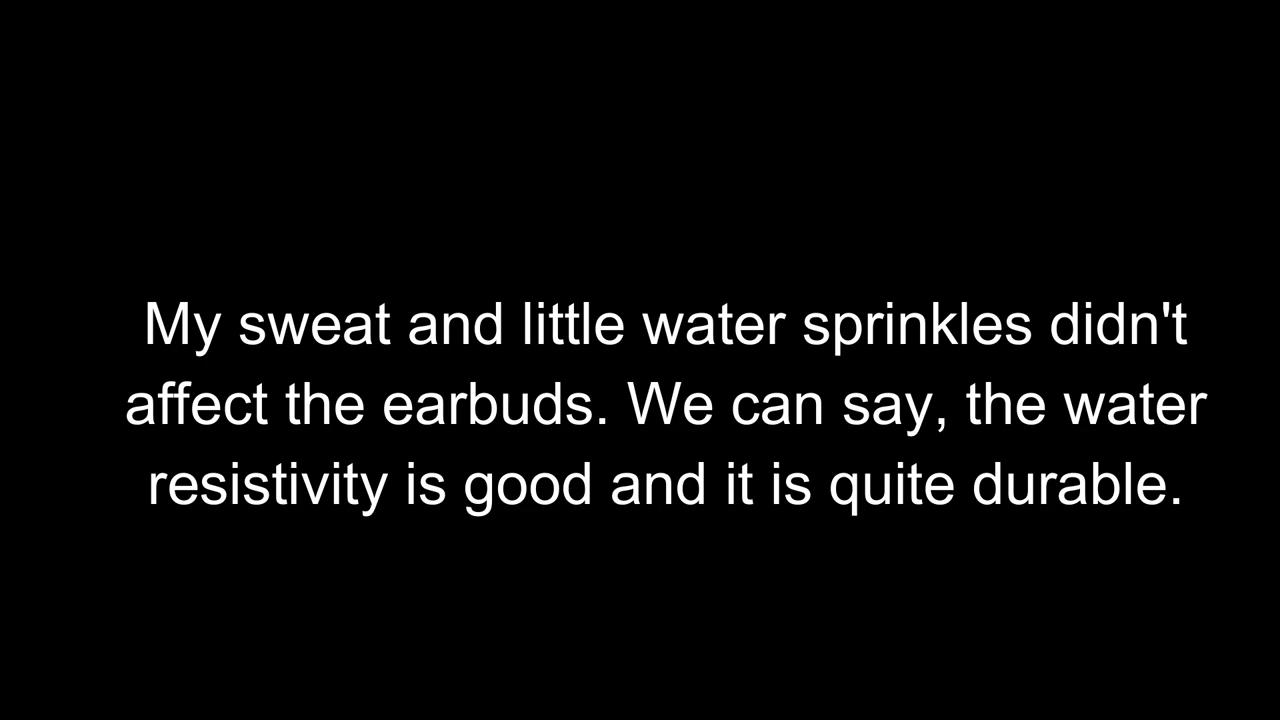 My sweat and little water sprinkles didn't
affect the earbuds. We can say, the water
resistivity is good and it is quite durable.